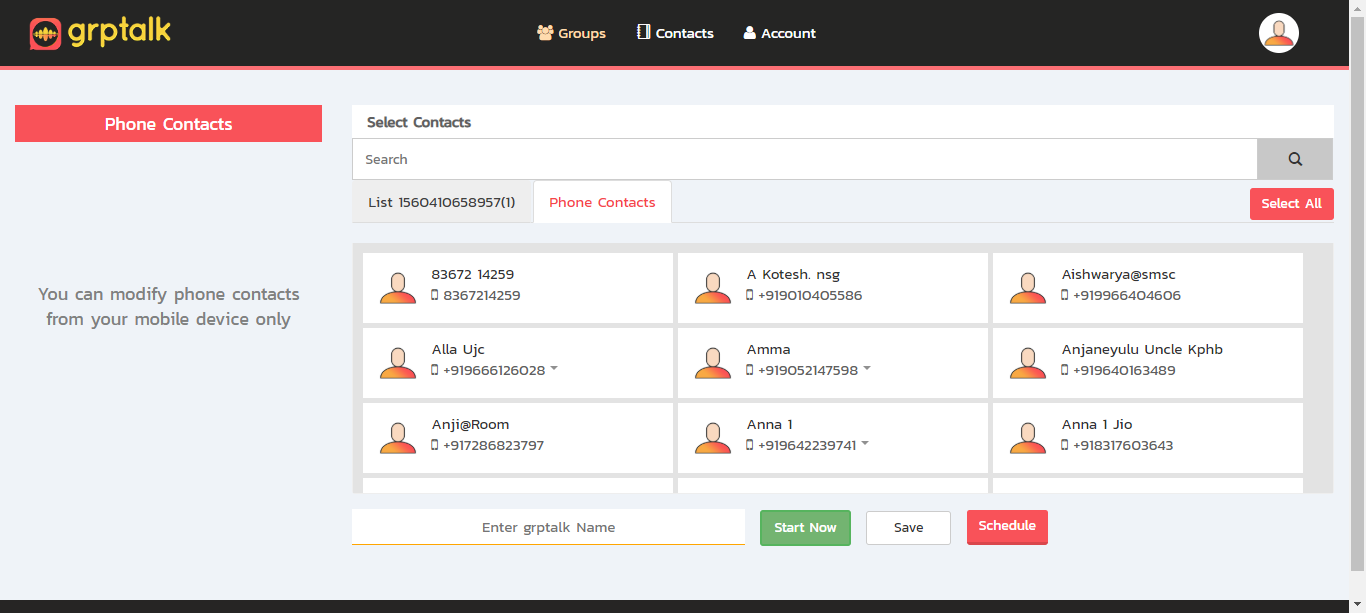 grptalk
Groups
Contacts
Account
Phone Contacts
You can modify phone contacts
from your mobile device only
Select Contacts
Search
List 1560410658957(1)
Phone Contacts
Select All
83672 14259
8367214259
A Kotesh. nsg
+919010405586
Aishwarya@smsc
+919966404606
Alla Ujc
+919666126028
Amma
+919052147598
Anjaneyulu Uncle Kphb
+919640163489
Anji@Room
+917286823797
Anna 1
+919642239741
Anna 1 Jio
+918317603643
Enter grptalk Name
Start Now
Save
Schedule